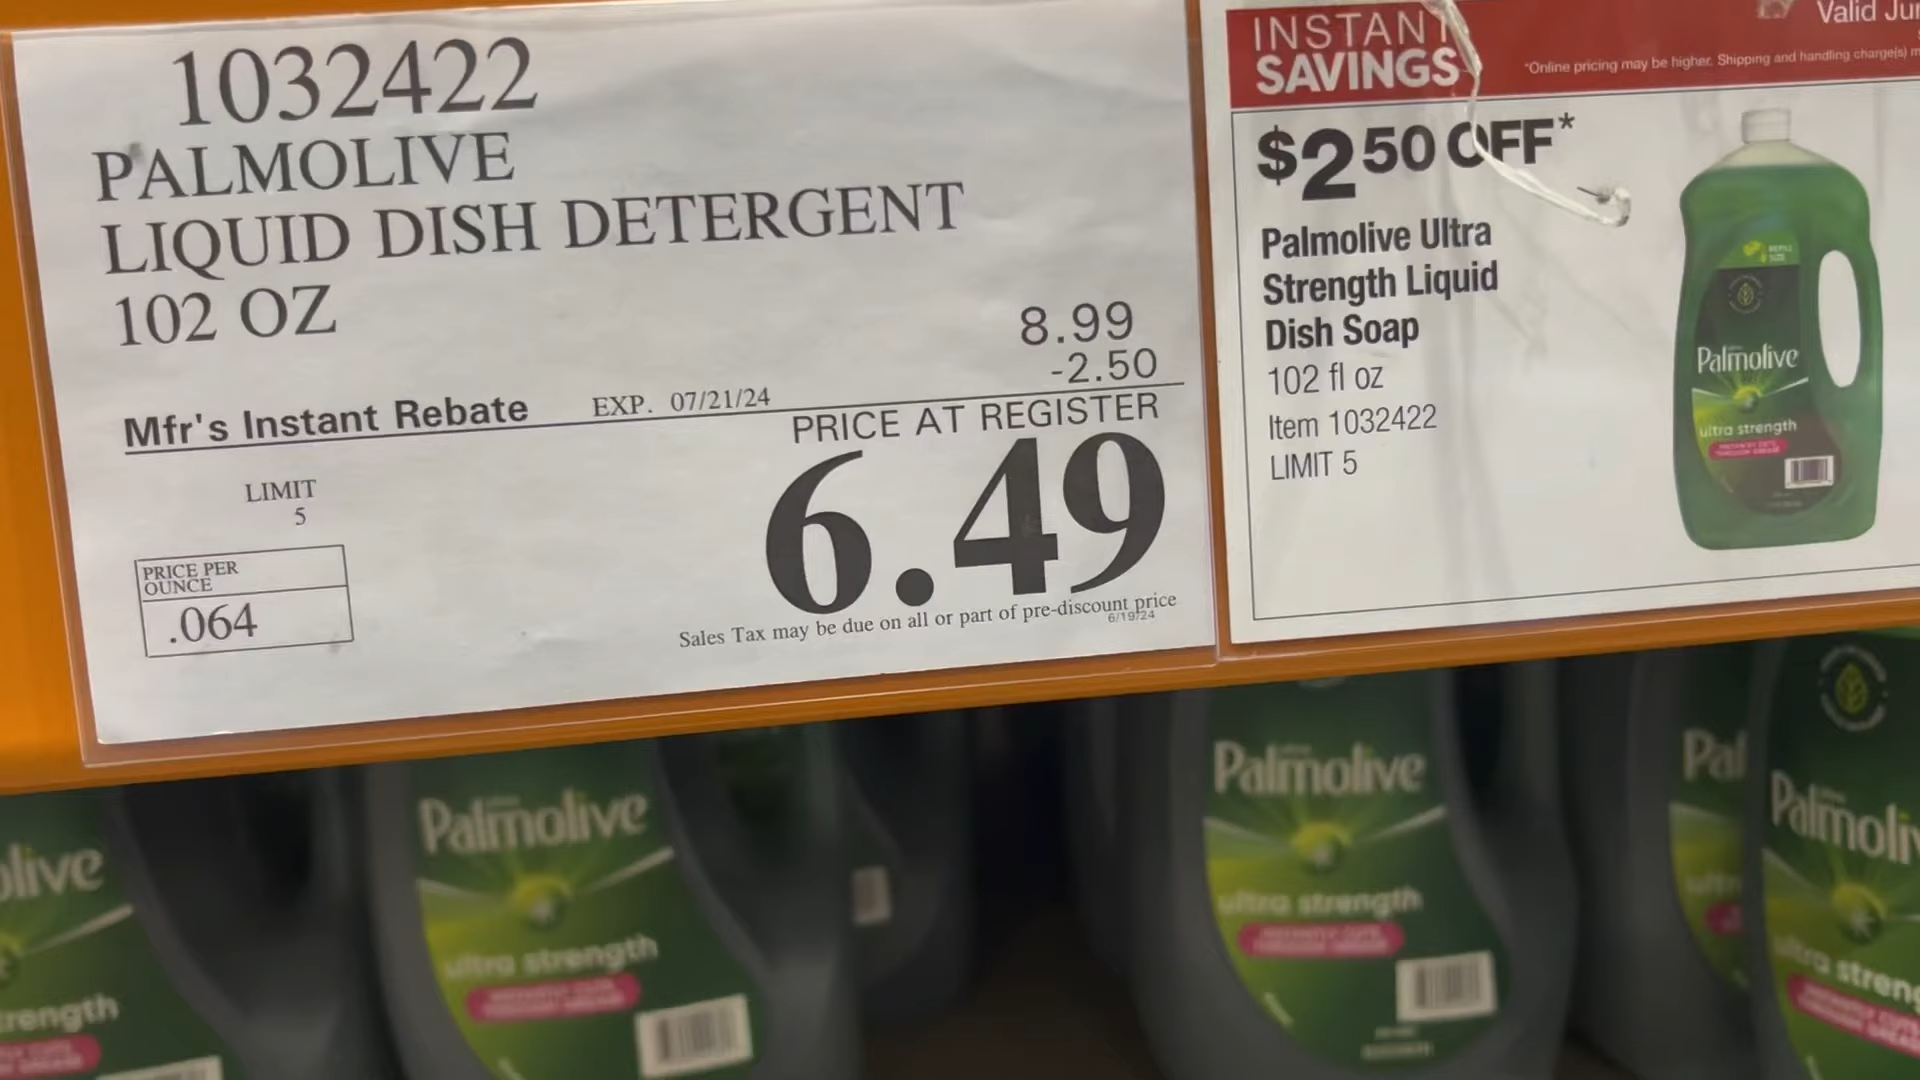 1032422
PALMOLIVE
LIQUID DISH DETERGENT
102 OZ
8.99
-2.50
Mfr's Instant Rebate EXP. 07/21/24
PRICE AT REGISTER
6.49
LIMIT
5
PRICE PER
OUNCE
.064
Sales Tax may be due on all or part of pre-discount price
6/19/24
INSTANT
SAVINGS
Valid
*Online pricing may be higher. Shipping and handling charge(s)
$2 50 OFF*
Palmolive Ultra
Strength Liquid
Dish Soap
102 fl oz
Item 1032422
LIMIT 5
REFILL
SIZE
Palmolive
ultra strength
Palmolive
ultra strength
Palmolive
ultra strength